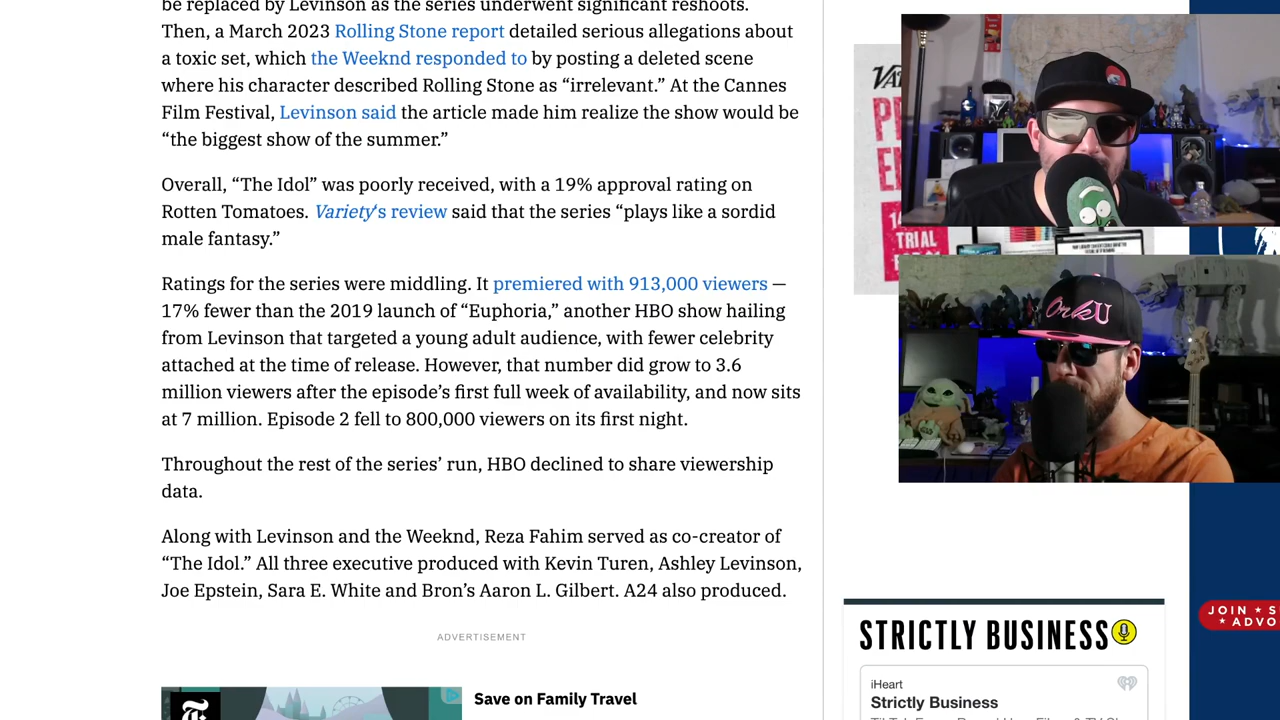 be replaced by Levinson as the series underwent significant reshoots.
Then, a March 2023 Rolling Stone report detailed serious allegations about
a toxic set, which the Weeknd responded to by posting a deleted scene
where his character described Rolling Stone as “irrelevant.” At the Cannes
Film Festival, Levinson said the article made him realize the show would be
“the biggest show of the summer.”
Overall, “The Idol” was poorly received, with a 19% approval rating on
Rotten Tomatoes. Variety's review said that the series “plays like a sordid
male fantasy.”
Ratings for the series were middling. It premiered with 913,000 viewers —
17% fewer than the 2019 launch of “Euphoria,” another HBO show hailing
from Levinson that targeted a young adult audience, with fewer celebrity
attached at the time of release. However, that number did grow to 3.6
million viewers after the episode’s first full week of availability, and now sits
at 7 million. Episode 2 fell to 800,000 viewers on its first night.
Throughout the rest of the series’ run, HBO declined to share viewership
data.
Along with Levinson and the Weeknd, Reza Fahim served as co-creator of
“The Idol.” All three executive produced with Kevin Turen, Ashley Levinson,
Joe Epstein, Sara E. White and Bron’s Aaron L. Gilbert. A24 also produced.
ADVERTISEMENT
Save on Family Travel
TRIAL
OrkU
STRICTLY BUSINESS
iHeart
Strictly Business
JOIN